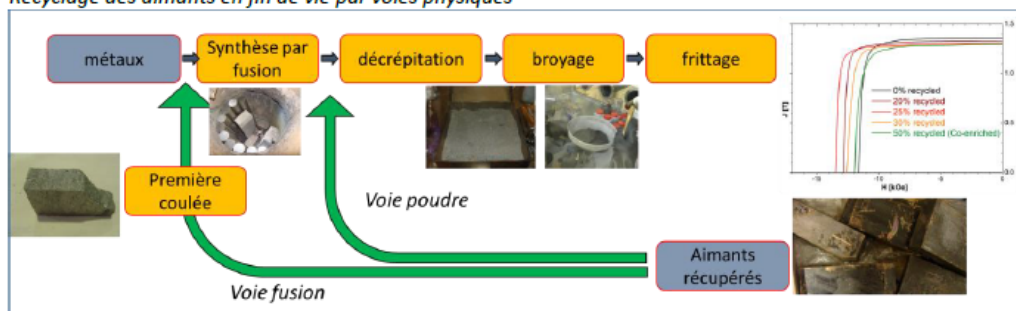 Recyclage des aimants en fin de vie par voies physiques
métaux
Synthèse par
fusion
décrépitation
broyage
frittage
Première
coulée
Voie poudre
Voie fusion
Aimants
récupérés
0% recycled
20% recycled
25% recycled
30% recycled
50% recycled (Co-enriched)
1.0
H [kOe]